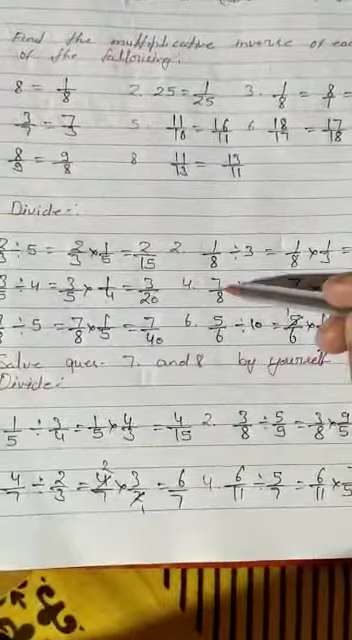 Find the multiplicative inverse of
of the following:
8 = 1/8 2. 25 = 1/25 3. 1/8 = 8/1
3/7 = 7/3 5. 11/16 = 16/11 6. 18/17 = 17/18
8/9 = 9/8 8 11/13 = 13/11
Divide:-
2/3 ÷ 5 = 2/3 × 1/5 = 2/15 2. 1/8 ÷ 3 = 1/8 × 1/3 =
3/5 ÷ 4 = 3/5 × 1/4 = 3/20 4. 7/8
7/8 ÷ 5 = 7/8 × 1/5 = 7/40 6. 5/6 ÷ 10 = 5/6 ×
Solve ques. 7. and 8 by yourself
Divide:
1/5 ÷ 3/4 = 1/5 × 4/3 = 4/15 2. 3/8 ÷ 5/9 = 3/8 × 9/5
4/7 ÷ 2/3 = 4/7 × 3/2 = 6/7 4. 6/11 ÷ 5/7 = 6/11 × 7/5